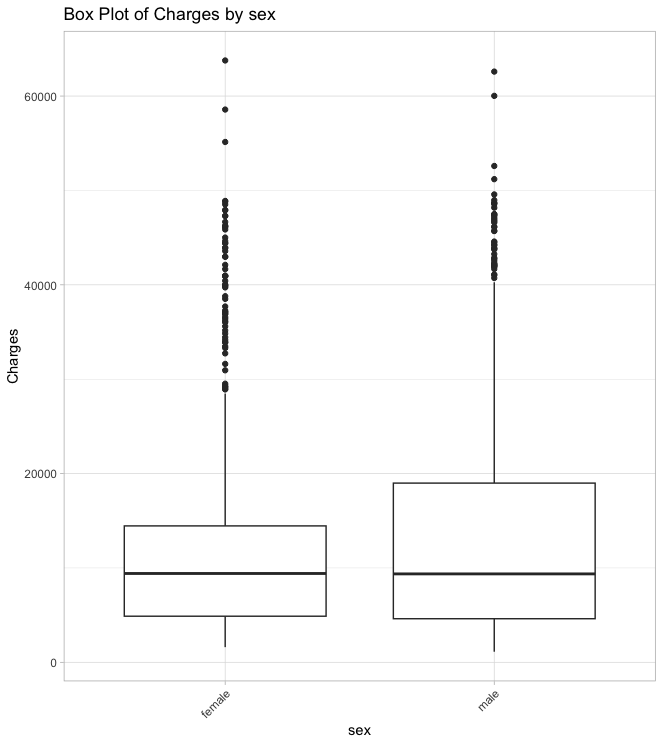 Box Plot of Charges by sex
60000
40000
20000
0
Charges
female
male
sex